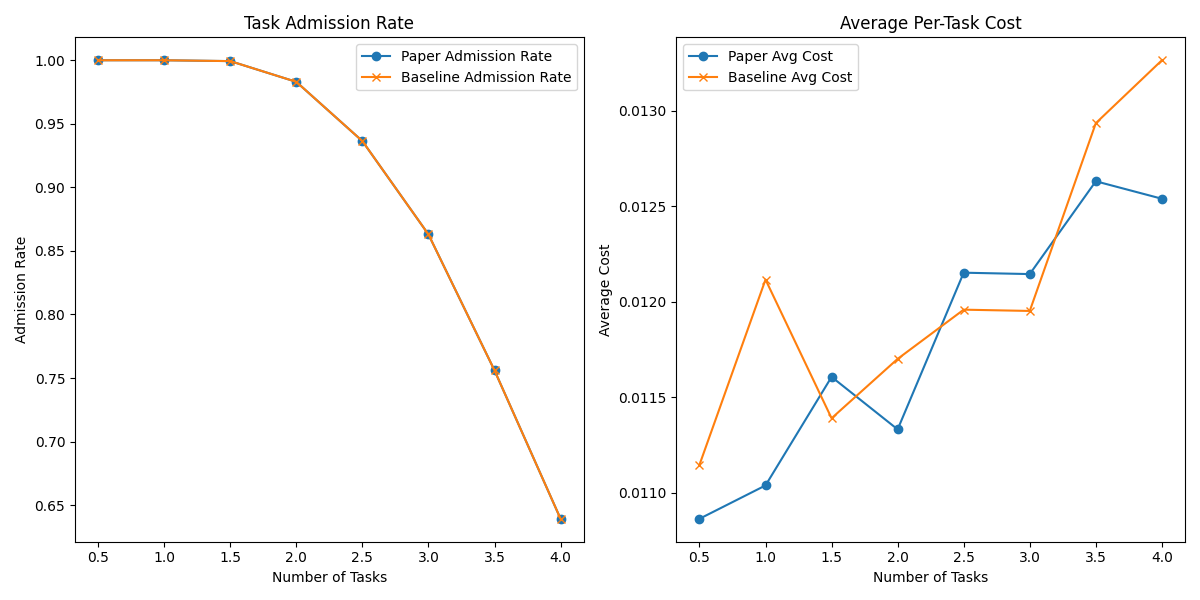 Task Admission Rate
Paper Admission Rate
Baseline Admission Rate
1.00
0.95
0.90
0.85
0.80
0.75
0.70
0.65
Admission Rate
0.5 1.0 1.5 2.0 2.5 3.0 3.5 4.0
Number of Tasks
Average Per-Task Cost
Paper Avg Cost
Baseline Avg Cost
0.0130
0.0125
0.0120
0.0115
0.0110
Average Cost
0.5 1.0 1.5 2.0 2.5 3.0 3.5 4.0
Number of Tasks